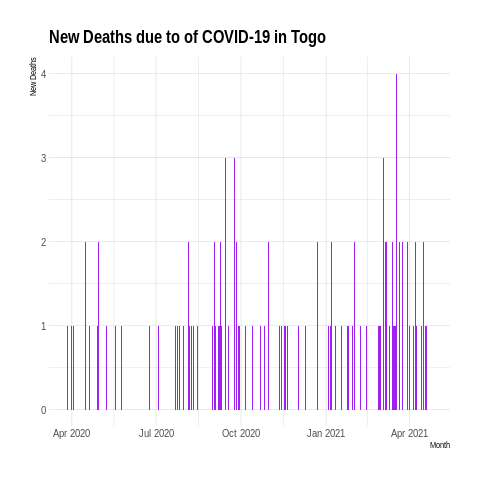 New Deaths due to of COVID-19 in Togo
New Deaths
4
3
2
1
0
Apr 2020 Jul 2020 Oct 2020 Jan 2021 Apr 2021
Month